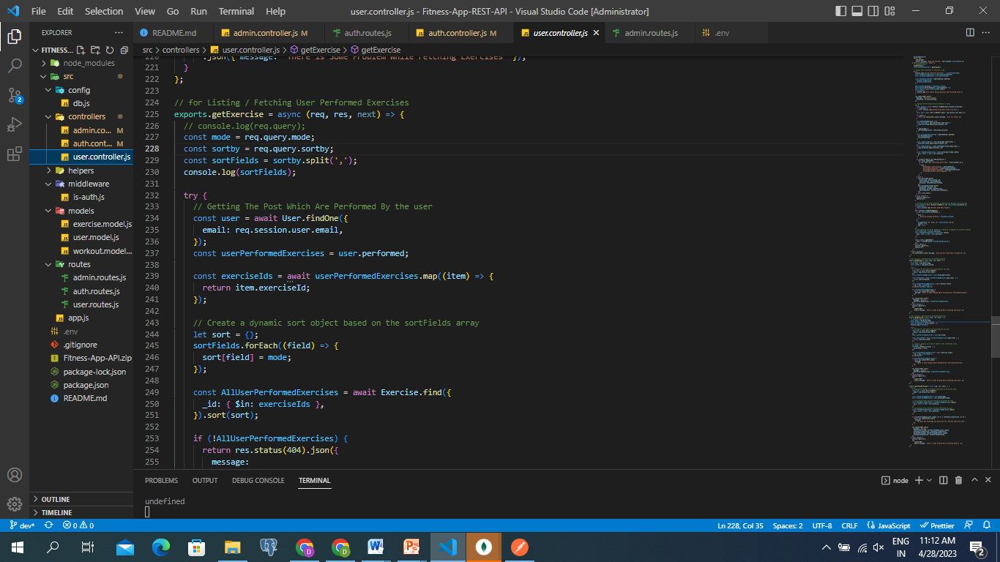 File Edit Selection View Go Run Terminal Help user.controller.js - Fitness-App-REST-API - Visual Studio Code [Administrator]
EXPLORER
README.md admin.controller.js M auth.routes.js auth.controller.js M user.controller.js admin.routes.js .env
src > controllers > user.controller.js > getExercise > getExercise
FITNESS...
node_modules
src
config
db.js
controllers
admin.co... M
auth.cont... M
user.controller.js
helpers
middleware
is-auth.js
models
exercise.model.js
user.model.js
workout.model...
routes
admin.routes.js
auth.routes.js
user.routes.js
app.js
.env
.gitignore
Fitness-App-API.zip
package-lock.json
package.json
README.md
OUTLINE
TIMELINE
220 .json({ message: "There is Some Problem While Fetching Exercises" });
221 }
222 };
223
224 // for Listing / Fetching User Performed Exercises
225 exports.getExercise = async (req, res, next) => {
226 // console.log(req.query);
227 const mode = req.query.mode;
228 const sortby = req.query.sortby;
229 const sortFields = sortby.split(',');
230 console.log(sortFields);
231
232 try {
233 // Getting The Post Which Are Performed By the user
234 const user = await User.findOne({
235 email: req.session.user.email,
236 });
237 const userPerformedExercises = user.performed;
238
239 const exerciseIds = await userPerformedExercises.map((item) => {
240 return item.exerciseId;
241 });
242
243 // Create a dynamic sort object based on the sortFields array
244 let sort = {};
245 sortFields.forEach((field) => {
246 sort[field] = mode;
247 });
248
249 const AllUserPerformedExercises = await Exercise.find({
250 _id: { $in: exerciseIds },
251 }).sort(sort);
252
253 if (!AllUserPerformedExercises) {
254 return res.status(404).json({
255 message:
PROBLEMS OUTPUT DEBUG CONSOLE TERMINAL node
undefined
2
dev* 0 0 Ln 228, Col 35 Spaces: 2 UTF-8 CRLF JavaScript Prettier
D D W P ENG IN 11:12 AM 4/28/2023 2